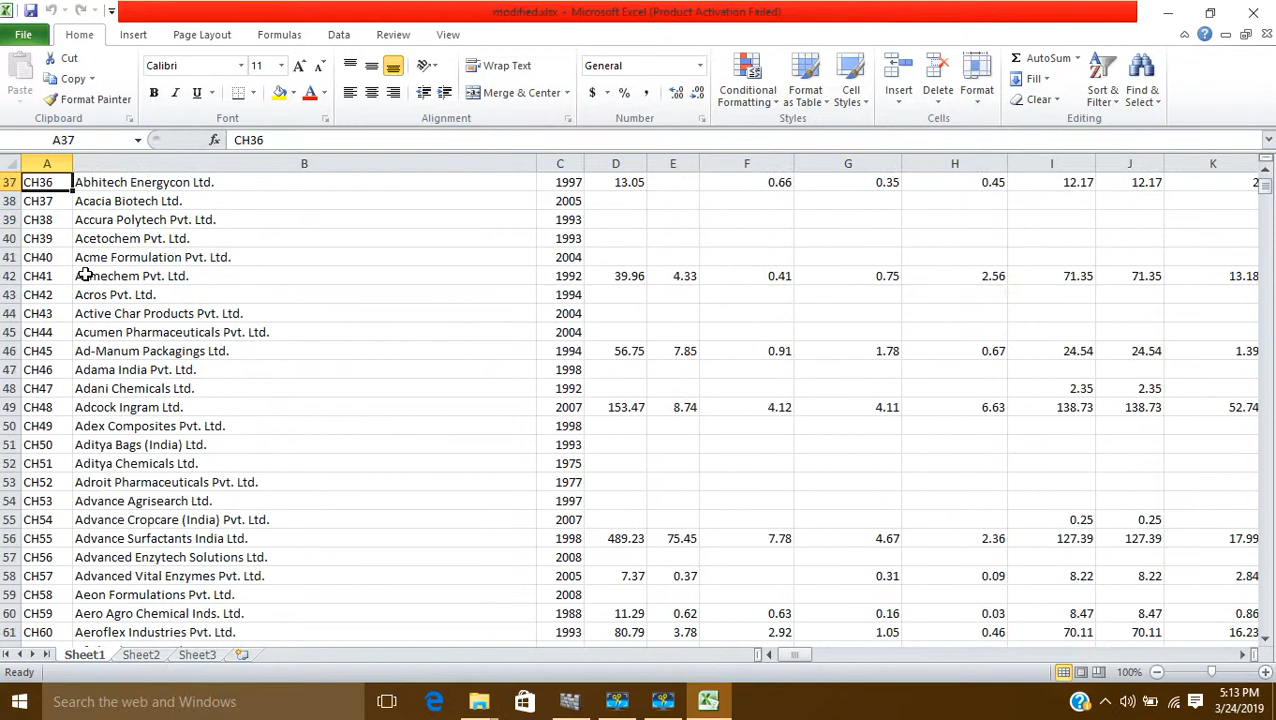 modified.xlsx - Microsoft Excel (Product Activation Failed)
File Home Insert Page Layout Formulas Data Review View
Paste Cut Copy Format Painter Clipboard
Calibri 11 A A B I U A Font
Wrap Text Merge & Center Alignment
General $ % , Number
Conditional Formatting Format as Table Cell Styles Styles
Insert Delete Format Cells
Σ AutoSum Fill Clear Sort & Filter Find & Select Editing
A37 fx CH36
A B C D E F G H I J K
37 CH36 Abhitech Energycon Ltd. 1997 13.05 0.66 0.35 0.45 12.17 12.17 2
38 CH37 Acacia Biotech Ltd. 2005
39 CH38 Accura Polytech Pvt. Ltd. 1993
40 CH39 Acetochem Pvt. Ltd. 1993
41 CH40 Acme Formulation Pvt. Ltd. 2004
42 CH41 Pvt. Ltd. 1992 39.96 4.33 0.41 0.75 2.56 71.35 71.35 13.18
43 CH42 Acros Pvt. Ltd. 1994
44 CH43 Active Char Products Pvt. Ltd. 2004
45 CH44 Acumen Pharmaceuticals Pvt. Ltd. 2004
46 CH45 Ad-Manum Packagings Ltd. 1994 56.75 7.85 0.91 1.78 0.67 24.54 24.54 1.39
47 CH46 Adama India Pvt. Ltd. 1998
48 CH47 Adani Chemicals Ltd. 1992 2.35 2.35
49 CH48 Adcock Ingram Ltd. 2007 153.47 8.74 4.12 4.11 6.63 138.73 138.73 52.74
50 CH49 Adex Composites Pvt. Ltd. 1998
51 CH50 Aditya Bags (India) Ltd. 1993
52 CH51 Aditya Chemicals Ltd. 1975
53 CH52 Adroit Pharmaceuticals Pvt. Ltd. 1977
54 CH53 Advance Agrisearch Ltd. 1997
55 CH54 Advance Cropcare (India) Pvt. Ltd. 2007 0.25 0.25
56 CH55 Advance Surfactants India Ltd. 1998 489.23 75.45 7.78 4.67 2.36 127.39 127.39 17.99
57 CH56 Advanced Enzytech Solutions Ltd. 2008
58 CH57 Advanced Vital Enzymes Pvt. Ltd. 2005 7.37 0.37 0.31 0.09 8.22 8.22 2.84
59 CH58 Aeon Formulations Pvt. Ltd. 2008
60 CH59 Aero Agro Chemical Inds. Ltd. 1988 11.29 0.62 0.63 0.16 0.03 8.47 8.47 0.86
61 CH60 Aeroflex Industries Pvt. Ltd. 1993 80.79 3.78 2.92 1.05 0.46 70.11 70.11 16.23
Sheet1 Sheet2 Sheet3
Ready 100%
Search the web and Windows
5:13 PM
3/24/2019